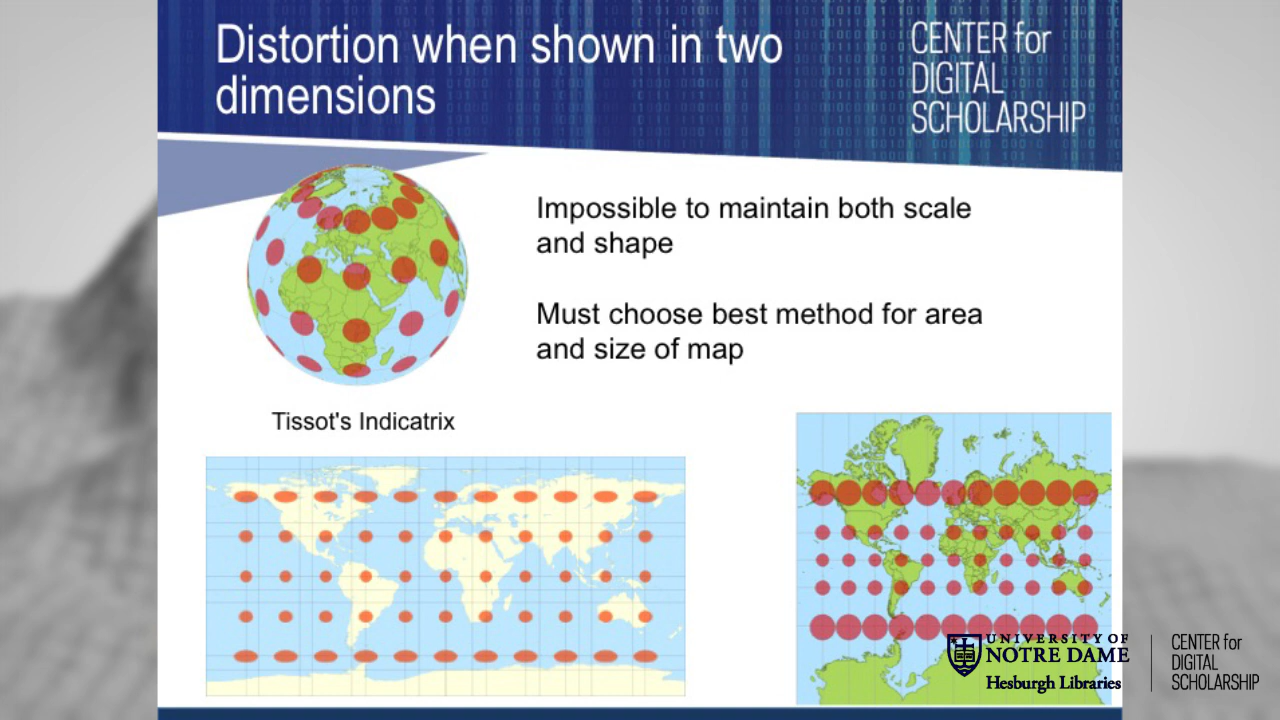 Distortion when shown in two
dimensions
CENTER for
DIGITAL
SCHOLARSHIP
Impossible to maintain both scale
and shape
Must choose best method for area
and size of map
Tissot's Indicatrix
UNIVERSITY OF
NOTRE DAME
Hesburgh Libraries
CENTER for
DIGITAL
SCHOLARSHIP